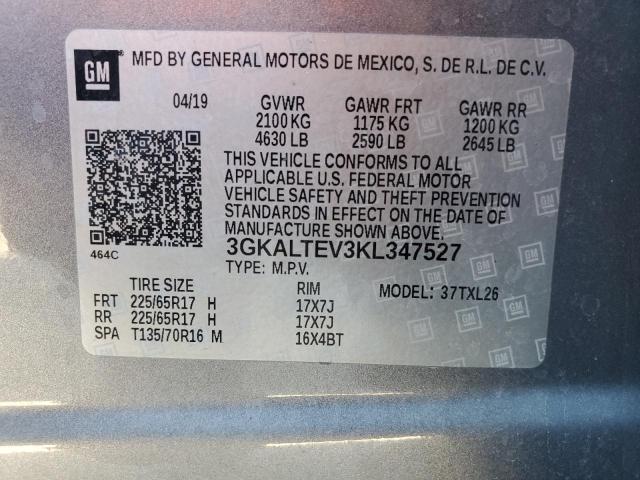 GM MFD BY GENERAL MOTORS DE MEXICO, S. DE R.L. DE C.V.
04/19 GVWR GAWR FRT GAWR RR
2100 KG 1175 KG 1200 KG
4630 LB 2590 LB 2645 LB
THIS VEHICLE CONFORMS TO ALL
APPLICABLE U.S. FEDERAL MOTOR
VEHICLE SAFETY AND THEFT PREVENTION
STANDARDS IN EFFECT ON THE DATE OF
MANUFACTURE SHOWN ABOVE.
464C 3GKALTEV3KL347527
TYPE: M.P.V.
TIRE SIZE RIM MODEL: 37TXL26
FRT 225/65R17 H 17X7J
RR 225/65R17 H 17X7J
SPA T135/70R16 M 16X4BT